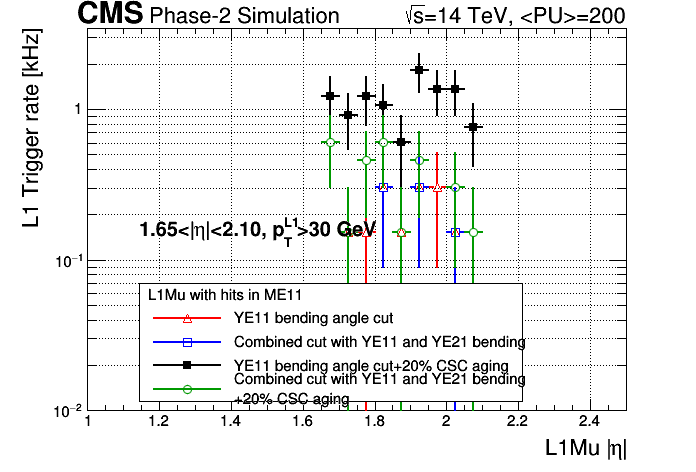 CMS Phase-2 Simulation √s=14 TeV, <PU>=200
L1 Trigger rate [kHz]
1
10⁻¹
10⁻²
1.65<|η|<2.10, p_T^L1>30 GeV
L1Mu with hits in ME11
YE11 bending angle cut
Combined cut with YE11 and YE21 bending
YE11 bending angle cut+20% CSC aging
Combined cut with YE11 and YE21 bending
+20% CSC aging
1 1.2 1.4 1.6 1.8 2 2.2 2.4
L1Mu |η|